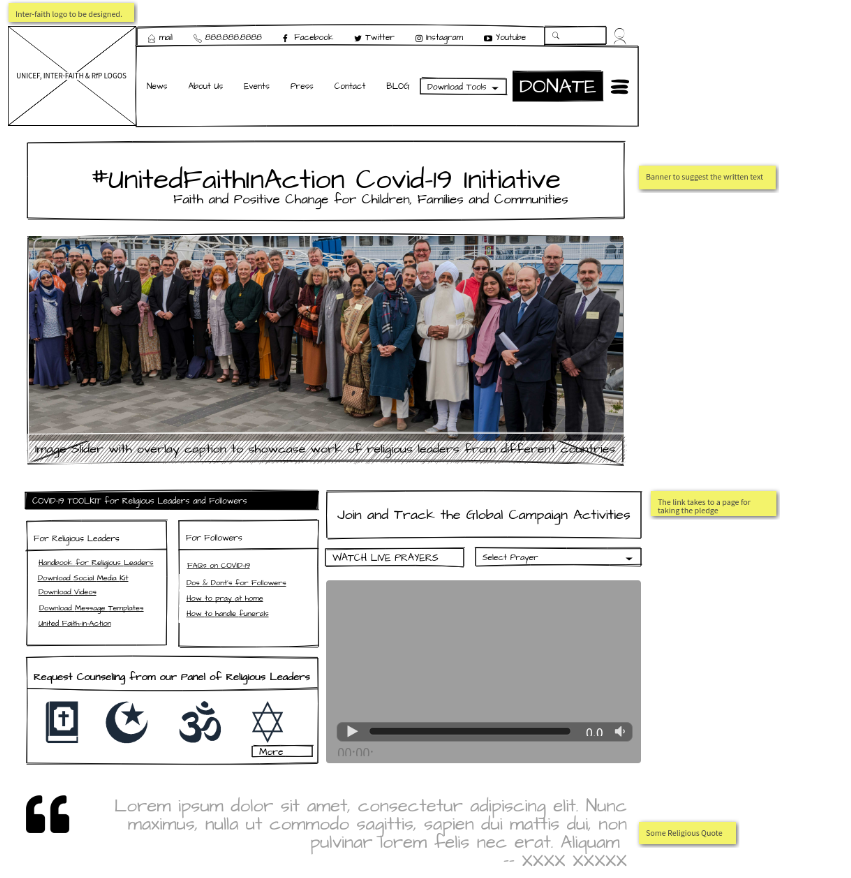 Inter-faith logo to be designed.
mail
888.888.8888
Facebook
Twitter
Instagram
Youtube
UNICEF, INTER-FAITH & RfP LOGOS
News
About Us
Events
Press
Contact
BLOG
Download Tools
DONATE
#UnitedFaithInAction Covid-19 Initiative
Faith and Positive Change for Children, Families and Communities
Banner to suggest the written text
Image Slider with overlay caption to showcase work of religious leaders from different countries
COVID-19 TOOLKIT for Religious Leaders and Followers
For Religious Leaders
Handbook for Religious Leaders
Download Social Media Kit
Download Videos
Download Message Templates
United Faith-in-Action
For Followers
FAQs on COVID-19
Dos & Dont's for Followers
How to pray at home
How to handle funerals
Join and Track the Global Campaign Activities
The link takes to a page for
taking the pledge
WATCH LIVE PRAYERS
Select Prayer
Request Counseling from our Panel of Religious Leaders
More
0.0
00:00:
Lorem ipsum dolor sit amet, consectetur adipiscing elit. Nunc
maximus, nulla ut commodo sagittis, sapien dui mattis dui, non
pulvinar lorem felis nec erat. Aliquam
-- XXXX XXXXX
Some Religious Quote